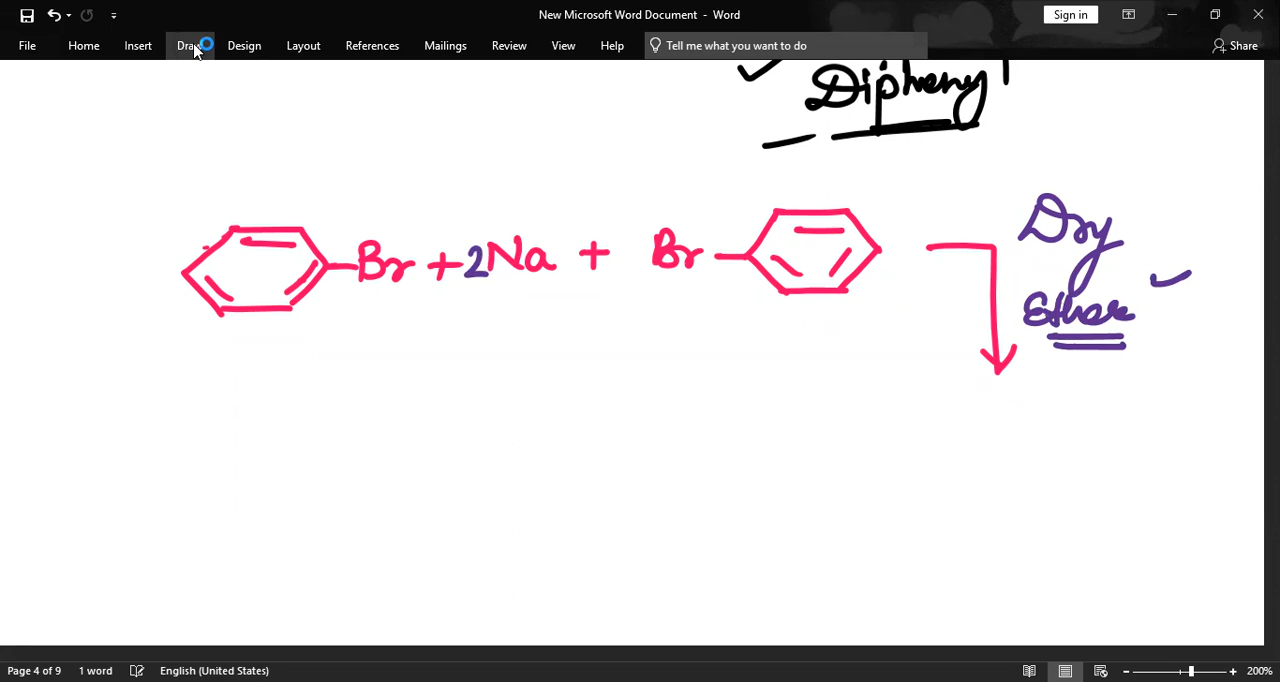 New Microsoft Word Document - Word
Sign in
File Home Insert Draw Design Layout References Mailings Review View Help Tell me what you want to do Share
Diphenyl
Br + 2Na + Br
Dry
Ether
Page 4 of 9 1 word English (United States) 200%